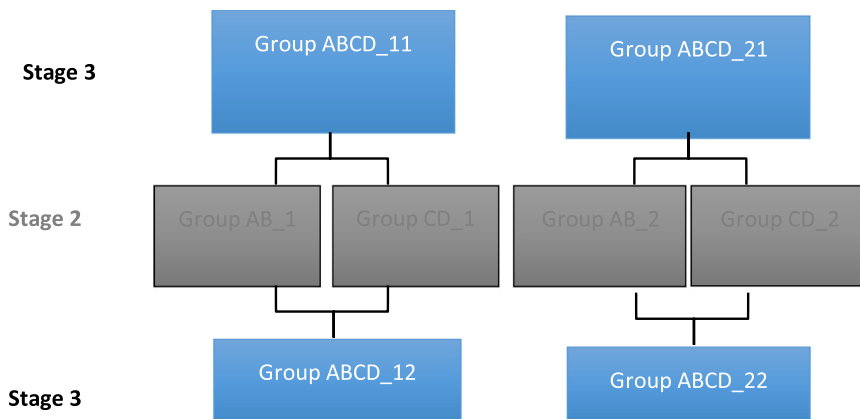 Group ABCD_11
Group ABCD_21
Stage 3
Stage 2
Group AB_1
Group CD_1
Group AB_2
Group CD_2
Group ABCD_12
Group ABCD_22
Stage 3